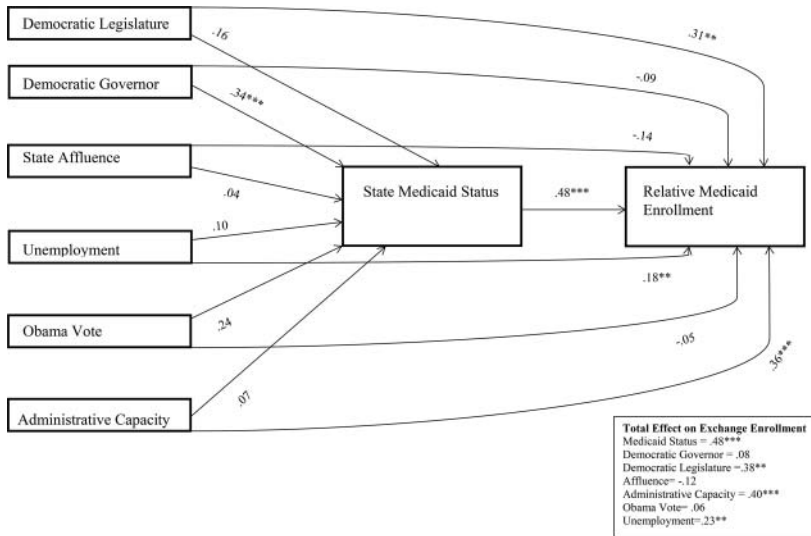 Democratic Legislature
.16
.31**
Democratic Governor
.34***
-.09
State Affluence
.04
-.14
State Medicaid Status
.48***
Relative Medicaid
Enrollment
Unemployment
.10
.18**
Obama Vote
.24
-.05
Administrative Capacity
.07
.36***
Total Effect on Exchange Enrollment
Medicaid Status = .48***
Democratic Governor = .08
Democratic Legislature =.38**
Affluence= -.12
Administrative Capacity = .40***
Obama Vote= .06
Unemployment=.23**